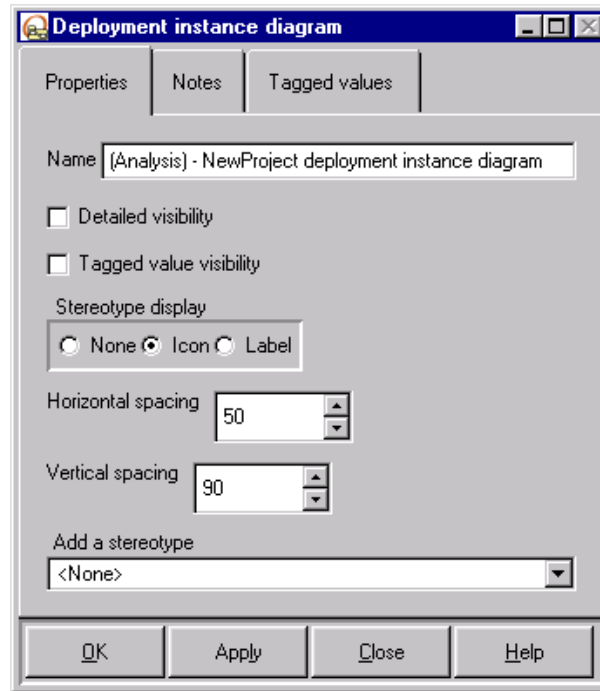 Deployment instance diagram
Properties Notes Tagged values
Name (Analysis) - NewProject deployment instance diagram
Detailed visibility
Tagged value visibility
Stereotype display
None Icon Label
Horizontal spacing 50
Vertical spacing 90
Add a stereotype
<None>
OK Apply Close Help